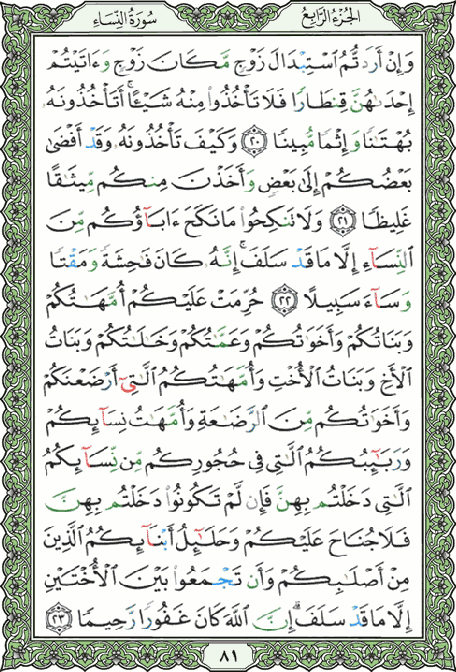 سُورَةُ النِّسَاءِ الجُزْءُ الرَّابِعُ
وَإِنْ أَرَدتُّمُ ٱسْتِبْدَالَ زَوْجٍ مَّكَانَ زَوْجٍ وَءَاتَيْتُمْ
إِحْدَىٰهُنَّ قِنطَارًا فَلَا تَأْخُذُوا۟ مِنْهُ شَيْـًٔا ۚ أَتَأْخُذُونَهُۥ
بُهْتَٰنًا وَإِثْمًا مُّبِينًا ﴿٢٠﴾ وَكَيْفَ تَأْخُذُونَهُۥ وَقَدْ أَفْضَىٰ
بَعْضُكُمْ إِلَىٰ بَعْضٍ وَأَخَذْنَ مِنكُم مِّيثَٰقًا
غَلِيظًا ﴿٢١﴾ وَلَا تَنكِحُوا۟ مَا نَكَحَ ءَابَآؤُكُم مِّنَ
ٱلنِّسَآءِ إِلَّا مَا قَدْ سَلَفَ ۚ إِنَّهُۥ كَانَ فَٰحِشَةً وَمَقْتًا
وَسَآءَ سَبِيلًا ﴿٢٢﴾ حُرِّمَتْ عَلَيْكُمْ أُمَّهَٰتُكُمْ
وَبَنَاتُكُمْ وَأَخَوَٰتُكُمْ وَعَمَّٰتُكُمْ وَخَٰلَٰتُكُمْ وَبَنَاتُ
ٱلْأَخِ وَبَنَاتُ ٱلْأُخْتِ وَأُمَّهَٰتُكُمُ ٱلَّٰتِىٓ أَرْضَعْنَكُمْ
وَأَخَوَٰتُكُم مِّنَ ٱلرَّضَٰعَةِ وَأُمَّهَٰتُ نِسَآئِكُمْ
وَرَبَٰٓئِبُكُمُ ٱلَّٰتِى فِى حُجُورِكُم مِّن نِّسَآئِكُمُ
ٱلَّٰتِى دَخَلْتُم بِهِنَّ فَإِن لَّمْ تَكُونُوا۟ دَخَلْتُم بِهِنَّ
فَلَا جُنَاحَ عَلَيْكُمْ وَحَلَٰٓئِلُ أَبْنَآئِكُمُ ٱلَّذِينَ
مِنْ أَصْلَٰبِكُمْ وَأَن تَجْمَعُوا۟ بَيْنَ ٱلْأُخْتَيْنِ
إِلَّا مَا قَدْ سَلَفَ ۗ إِنَّ ٱللَّهَ كَانَ غَفُورًا رَّحِيمًا ﴿٢٣﴾
٨١